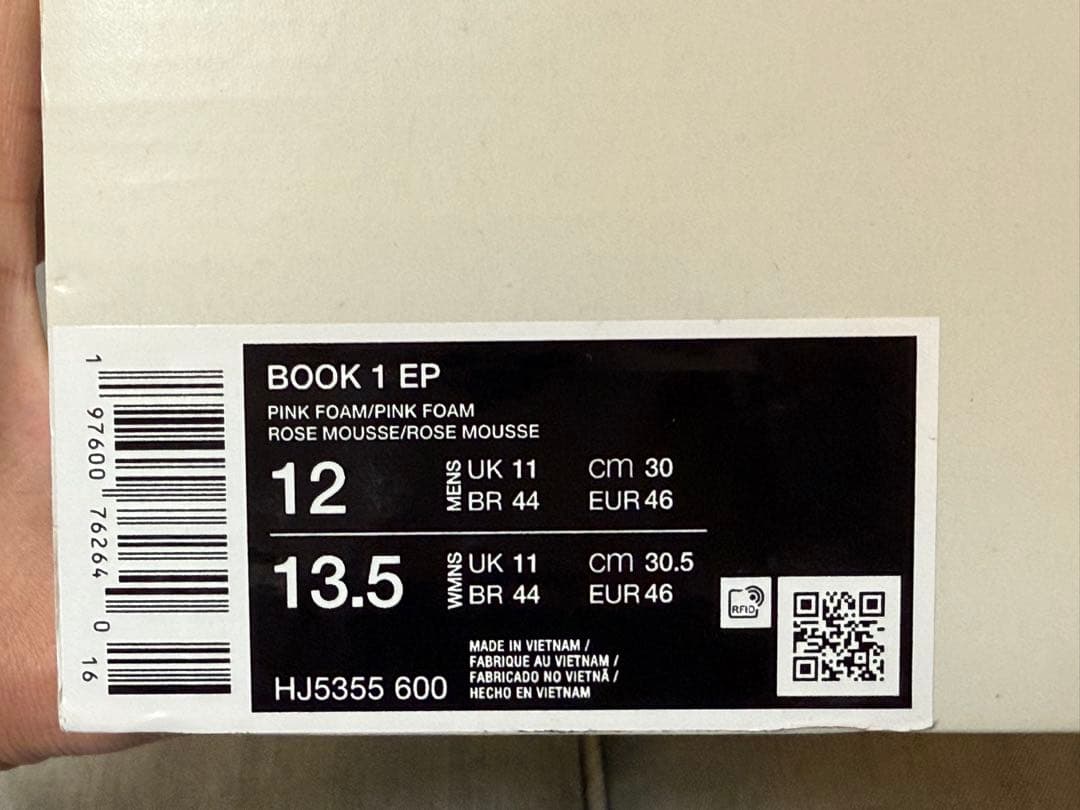 BOOK 1 EP
PINK FOAM/PINK FOAM
ROSE MOUSSE/ROSE MOUSSE
12 MENS UK 11 cm 30
BR 44 EUR 46
13.5 WMNS UK 11 cm 30.5
BR 44 EUR 46
RFID
MADE IN VIETNAM /
FABRIQUE AU VIETNAM /
FABRICADO NO VIETNÃ /
HECHO EN VIETNAM
HJ5355 600
1 97600 76264 0 16